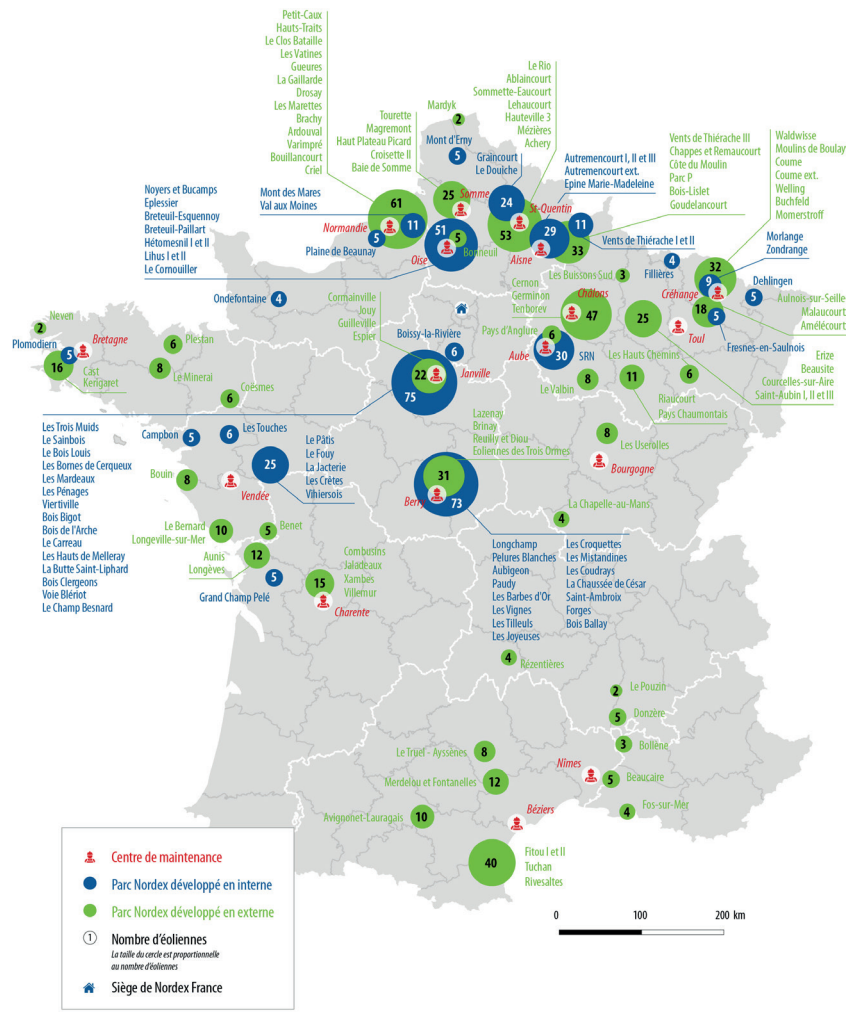 Petit-Caux
Hauts-Traits
Le Clos Bataille
Les Vatines
Gueures
La Gaillarde
Drosay
Les Marettes
Brachy
Ardouval
Varimpré
Bouillancourt
Criel
Tourette
Magremont
Haut Plateau Picard
Croisette II
Baie de Somme
Mardyk
2
Mont d'Erny
5
Le Rio
Ablaincourt
Sommette-Eaucourt
Lehaucourt
Hauteville 3
Mézières
Achery
Graincourt
Le Douiche
Autremencourt I, II et III
Autremencourt ext.
Epine Marie-Madeleine
Vents de Thiérache III
Chappes et Remaucourt
Côte du Moulin
Parc P
Bois-Lislet
Goudelancourt
Waldwisse
Moulins de Boulay
Coume
Coume ext.
Welling
Buchfeld
Momerstroff
Noyers et Bucamps
Eplessier
Breteuil-Esquennoy
Breteuil-Paillart
Hétomesnil I et II
Lihus I et II
Le Cornouiller
Mont des Mares
Val aux Moines
61
11
5
Normandie
Plaine de Beaunay
25
Somme
51
5
Oise
Bonneuil
24
St-Quentin
53
29
Aisne
11
33
Vents de Thiérache I et II
Morlange
Zondrange
4
Fillières
32
9
Créhange
Dehlingen
5
18
5
Fresnes-en-Saulnois
Aulnois-sur-Seille
Malaucourt
Amélécourt
Les Buissons Sud
3
Cernon
Germinon
Tenborev
Châlons
47
25
Toul
Ondefontaine
4
Cormainville
Jouy
Guilleville
Espier
Boissy-la-Rivière
6
22
75
Janville
Pays d'Anglure
6
Aube
30
SRN
Les Hauts Chemins
Le Valbin
8
11
6
Riaucourt
Pays Chaumontais
Erize
Beausite
Courcelles-sur-Aire
Saint-Aubin I, II et III
Neven
2
Plomodiern
5
Bretagne
16
Cast
Kerigaret
Plestan
6
8
Le Minerai
Coësmes
6
Les Trois Muids
Le Sainbois
Le Bois Louis
Les Bornes de Cerqueux
Les Mardeaux
Les Pénages
Viertiville
Bois Bigot
Bois de l'Arche
Le Carreau
Les Hauts de Melleray
La Butte Saint-Liphard
Bois Clergeons
Voie Blériot
Le Champ Besnard
Campbon
5
6
Les Touches
25
Le Pâtis
Le Fouy
La Jacterie
Les Crêtes
Vihiersois
Bouin
8
Vendée
Le Bernard
Longeville-sur-Mer
10
5
Benet
Aunis
Longèves
12
Grand Champ Pelé
5
Combusins
Jaladeaux
Xambes
Villemur
15
Charente
Lazenay
Brinay
Reuilly et Diou
Eoliennes des Trois Ormes
31
Berry
73
8
Les Useroles
Bourgogne
La Chapelle-au-Mans
4
Longchamp
Pelures Blanches
Aubigeon
Paudy
Les Barbes d'Or
Les Vignes
Les Tilleuls
Les Joyeuses
Les Croquettes
Les Mistandines
Les Coudrays
La Chaussée de César
Saint-Ambroix
Forges
Bois Ballay
4
Rézentières
2
Le Pouzin
5
Donzère
3
Bollène
Nîmes
5
Beaucaire
4
Fos-sur-Mer
Le Truel - Ayssènes
8
Merdelou et Fontanelles
12
Avignonet-Lauragais
10
Béziers
40
Fitou I et II
Tuchan
Rivesaltes
Centre de maintenance
Parc Nordex développé en interne
Parc Nordex développé en externe
1
Nombre d'éoliennes
La taille du cercle est proportionnelle
au nombre d'éoliennes
Siège de Nordex France
0 100 200 km